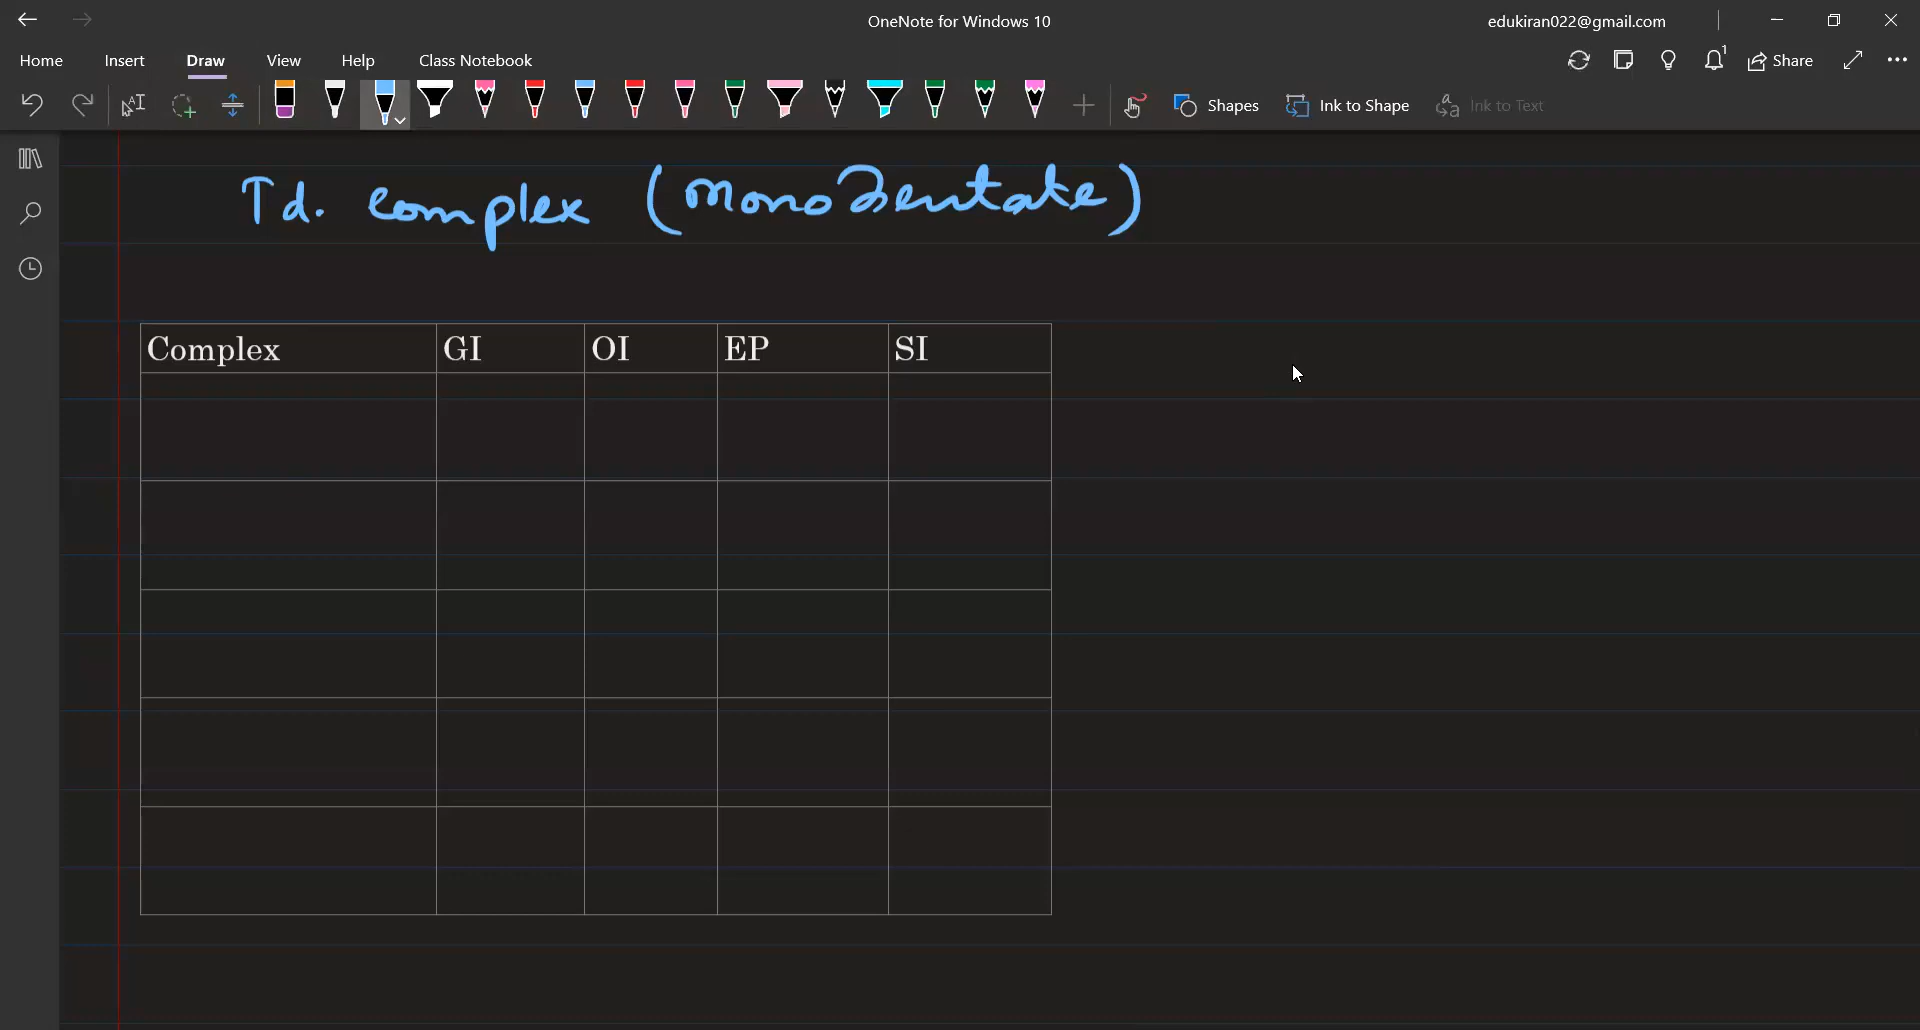 OneNote for Windows 10
edukiran022@gmail.com
Home Insert Draw View Help Class Notebook
1
Share
Shapes Ink to Shape Ink to Text
Td. complex (monodentate)
Complex GI OI EP SI